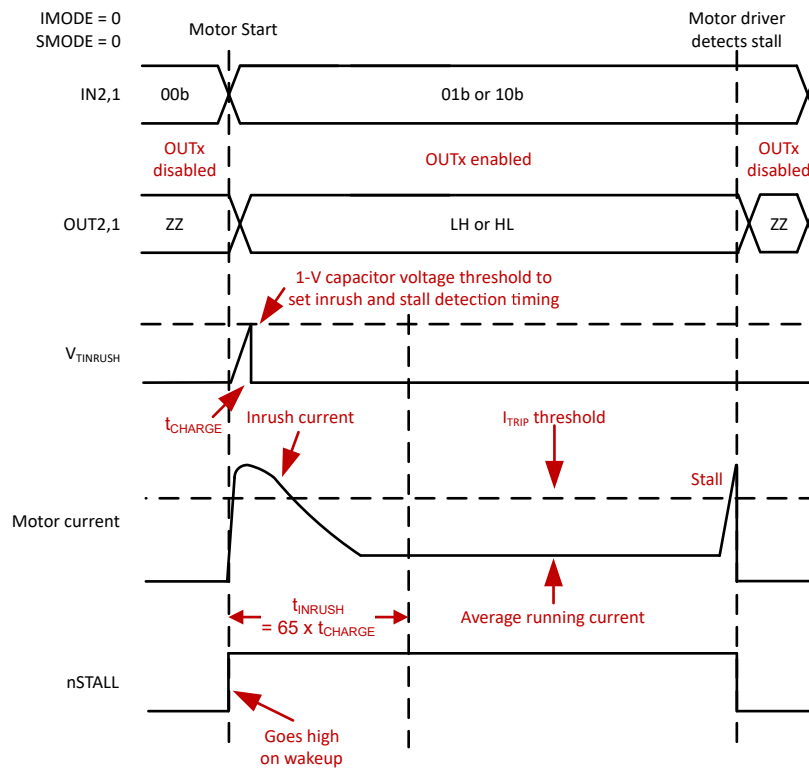 IMODE = 0
SMODE = 0
Motor Start
Motor driver
detects stall
IN2,1
00b
01b or 10b
OUTx
disabled
OUTx enabled
OUTx
disabled
OUT2,1
ZZ
LH or HL
ZZ
1-V capacitor voltage threshold to
set inrush and stall detection timing
VTINRUSH
tCHARGE
Inrush current
ITRIP threshold
Stall
Motor current
tINRUSH
= 65 x tCHARGE
Average running current
nSTALL
Goes high
on wakeup